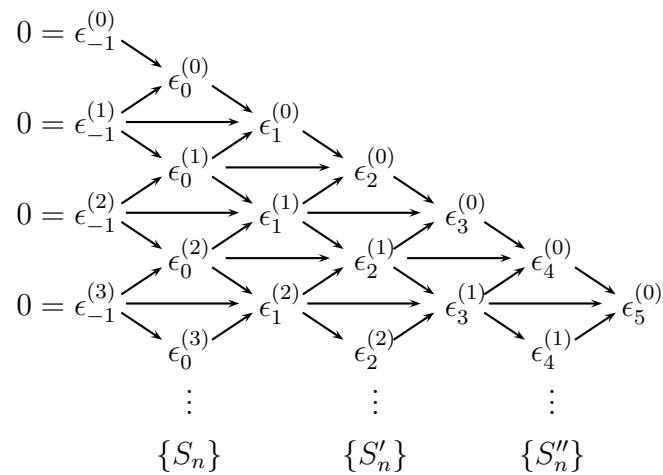 0 = ϵ_{-1}^{(0)}
ϵ_0^{(0)}
0 = ϵ_{-1}^{(1)} ϵ_1^{(0)}
ϵ_0^{(1)} ϵ_2^{(0)}
0 = ϵ_{-1}^{(2)} ϵ_1^{(1)} ϵ_3^{(0)}
ϵ_0^{(2)} ϵ_2^{(1)} ϵ_4^{(0)}
0 = ϵ_{-1}^{(3)} ϵ_1^{(2)} ϵ_3^{(1)} ϵ_5^{(0)}
ϵ_0^{(3)} ϵ_2^{(2)} ϵ_4^{(1)}
⋮ ⋮ ⋮
{S_n} {S'_n} {S''_n}